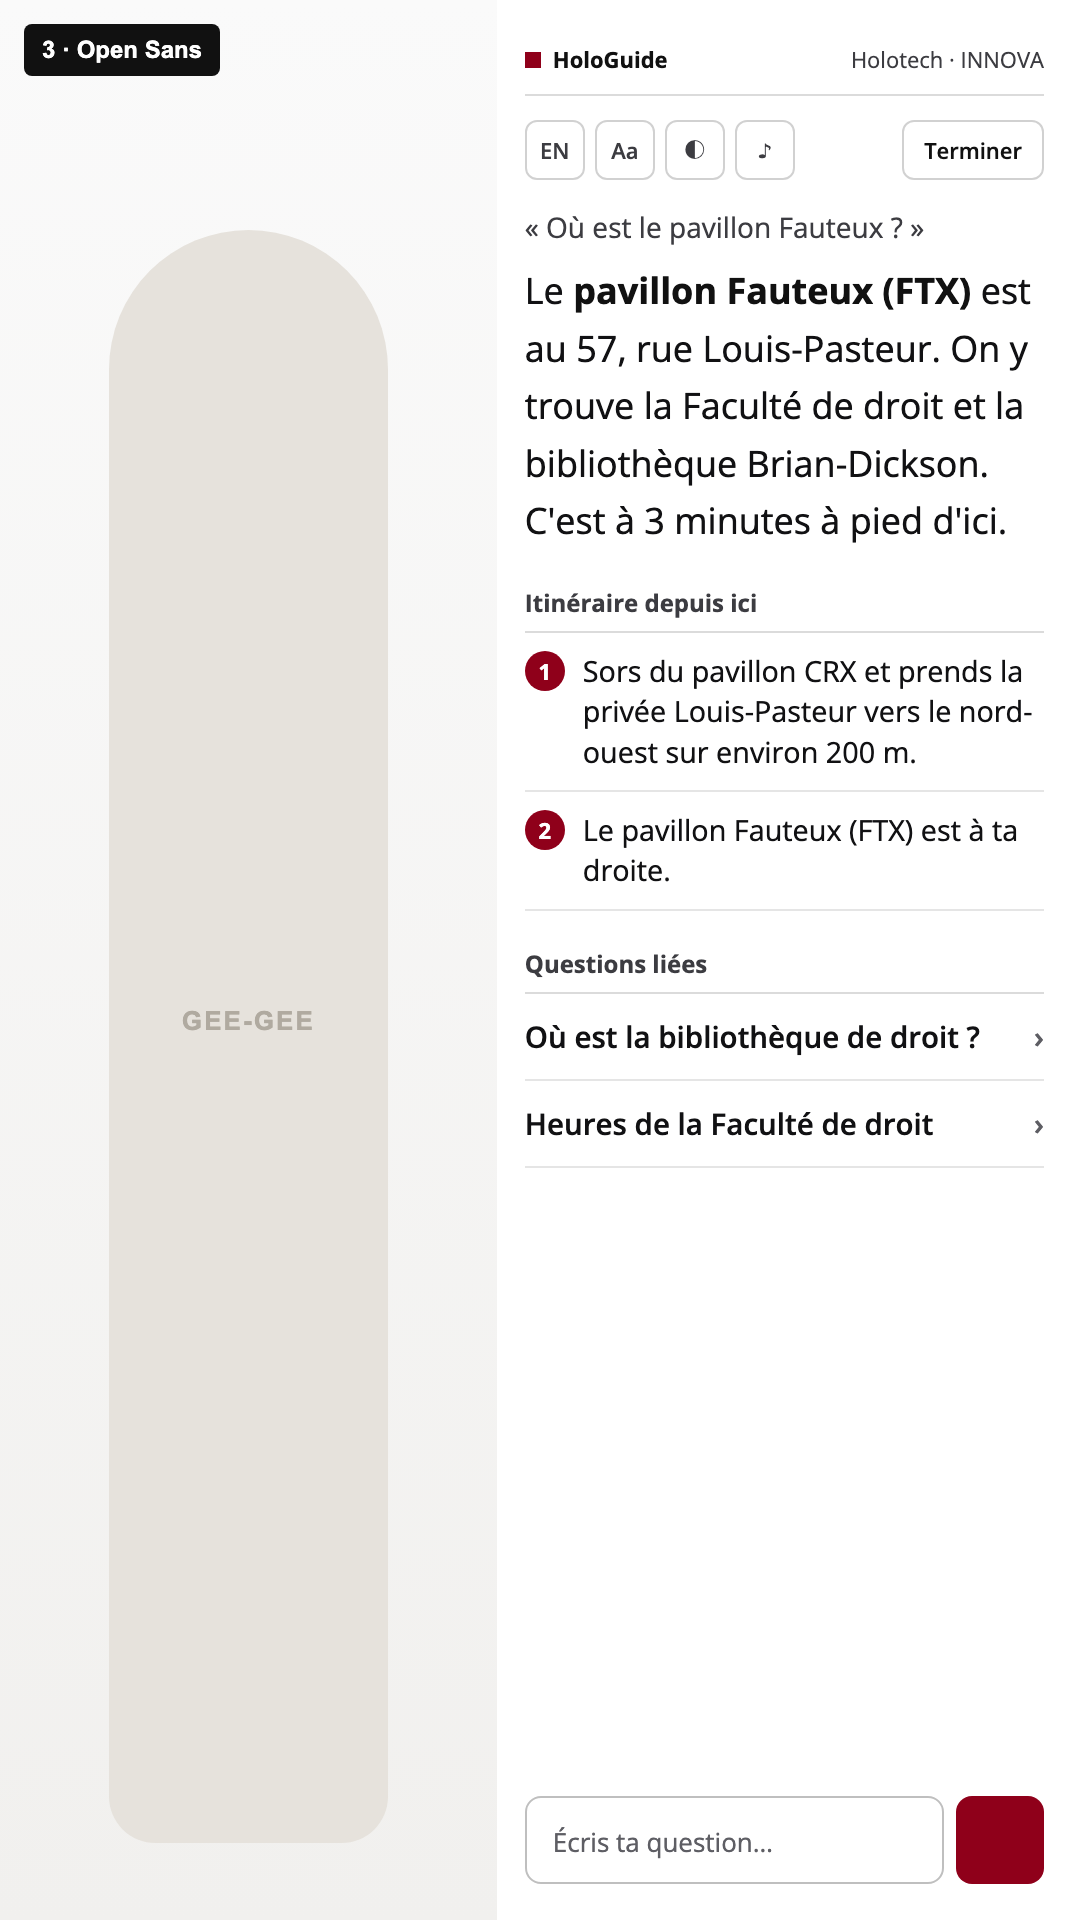 3 · Open Sans
HoloGuide
Holotech · INNOVA
EN
Aa
Terminer
« Où est le pavillon Fauteux ? »
Le pavillon Fauteux (FTX) est
au 57, rue Louis-Pasteur. On y
trouve la Faculté de droit et la
bibliothèque Brian-Dickson.
C'est à 3 minutes à pied d'ici.
Itinéraire depuis ici
1 Sors du pavillon CRX et prends la
privée Louis-Pasteur vers le nord-
ouest sur environ 200 m.
2 Le pavillon Fauteux (FTX) est à ta
droite.
Questions liées
Où est la bibliothèque de droit ? ›
Heures de la Faculté de droit ›
GEE-GEE
Écris ta question...